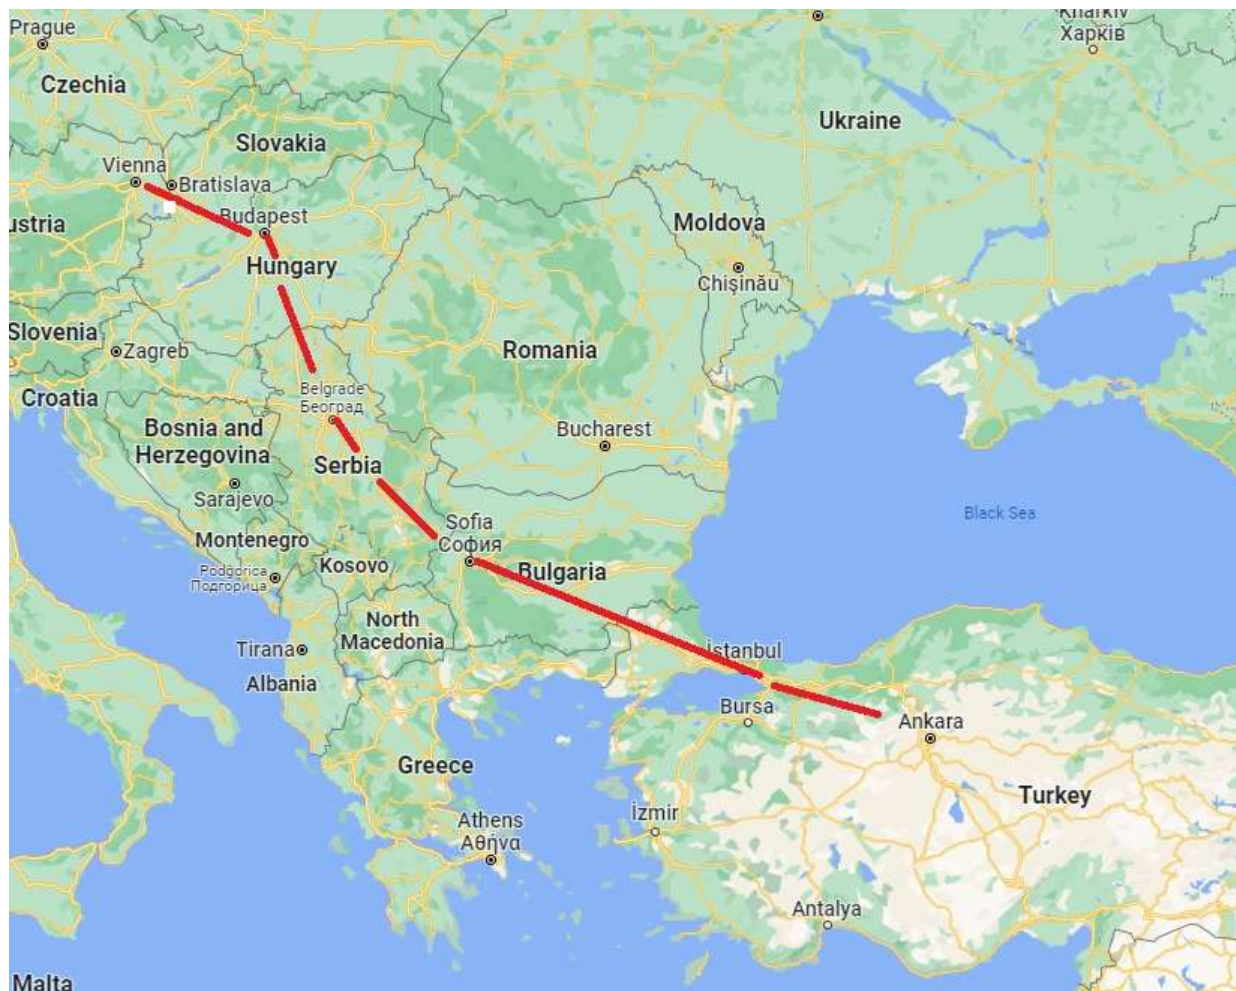 Prague
Kharkiv
Харків
Czechia
Ukraine
Slovakia
Vienna
Bratislava
ustria
Budapest
Moldova
Hungary
Chișinău
Slovenia
Zagreb
Romania
Belgrade
Београд
Croatia
Bosnia and
Herzegovina
Bucharest
Serbia
Sarajevo
Black Sea
Sofia
София
Montenegro
Kosovo
Bulgaria
Podgorica
Подгорица
North
Macedonia
Tirana
İstanbul
Albania
Bursa
Ankara
Greece
Turkey
İzmir
Athens
Αθήνα
Antalya
Malta